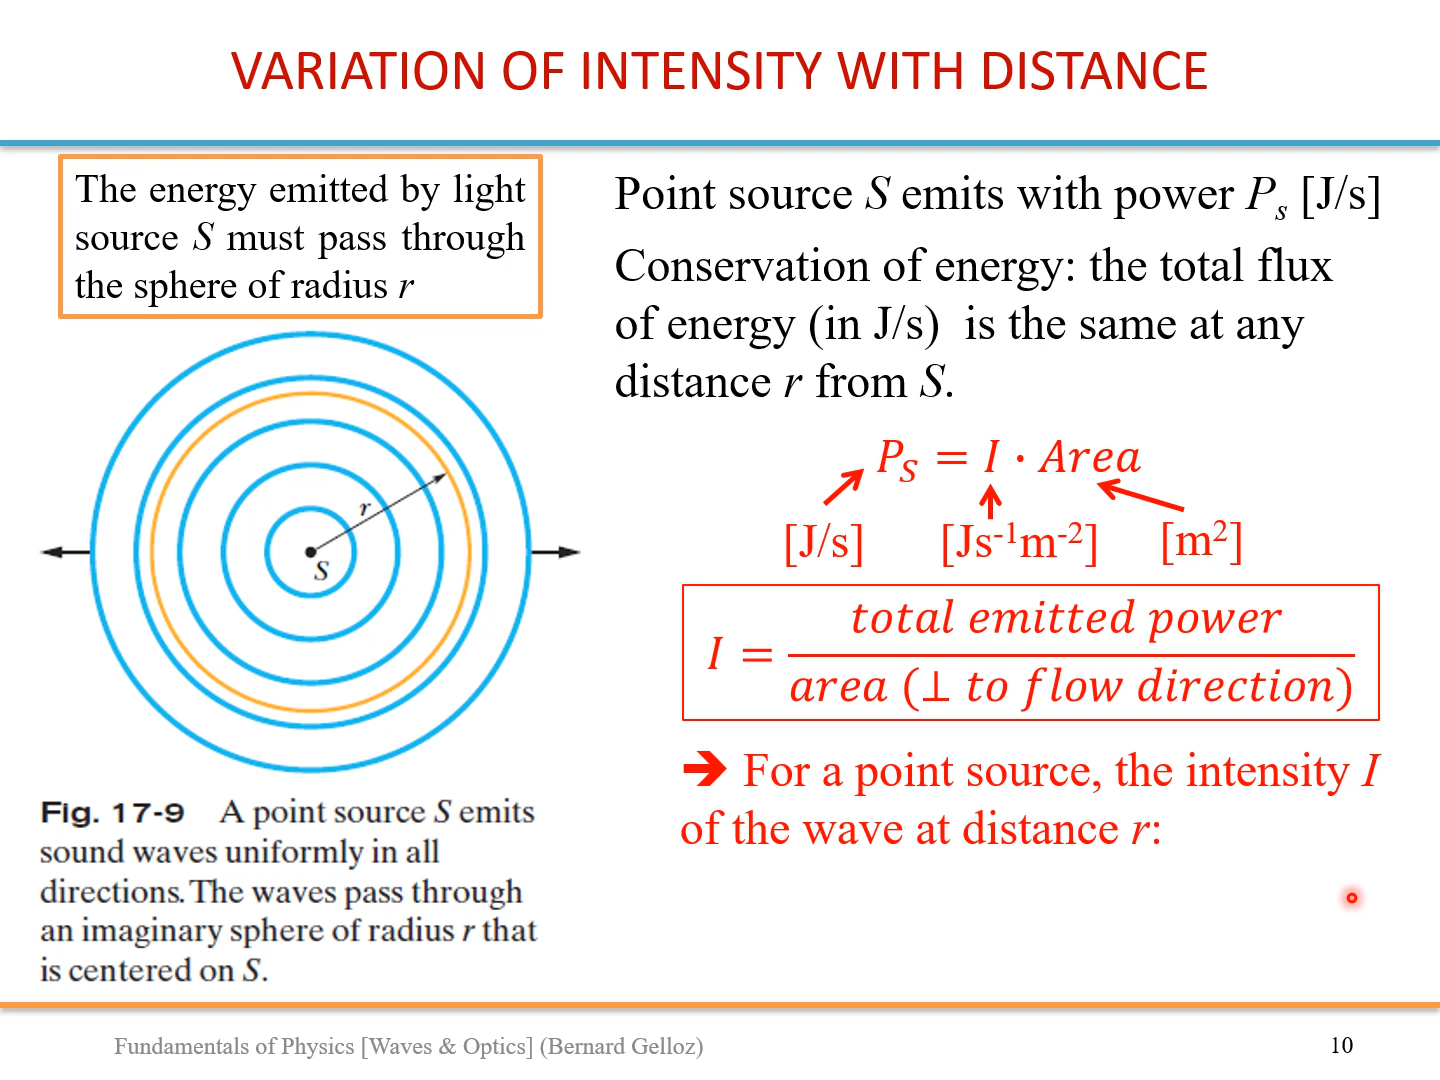 VARIATION OF INTENSITY WITH DISTANCE
The energy emitted by light
source S must pass through
the sphere of radius r
Point source S emits with power Pₛ [J/s]
Conservation of energy: the total flux
of energy (in J/s) is the same at any
distance r from S.
P_S = I · Area
[J/s] [Js⁻¹m⁻²] [m²]
I = total emitted power
area (⊥ to flow direction)
➔ For a point source, the intensity I
of the wave at distance r:
r
S
Fig. 17-9 A point source S emits
sound waves uniformly in all
directions. The waves pass through
an imaginary sphere of radius r that
is centered on S.
Fundamentals of Physics [Waves & Optics] (Bernard Gelloz)
10